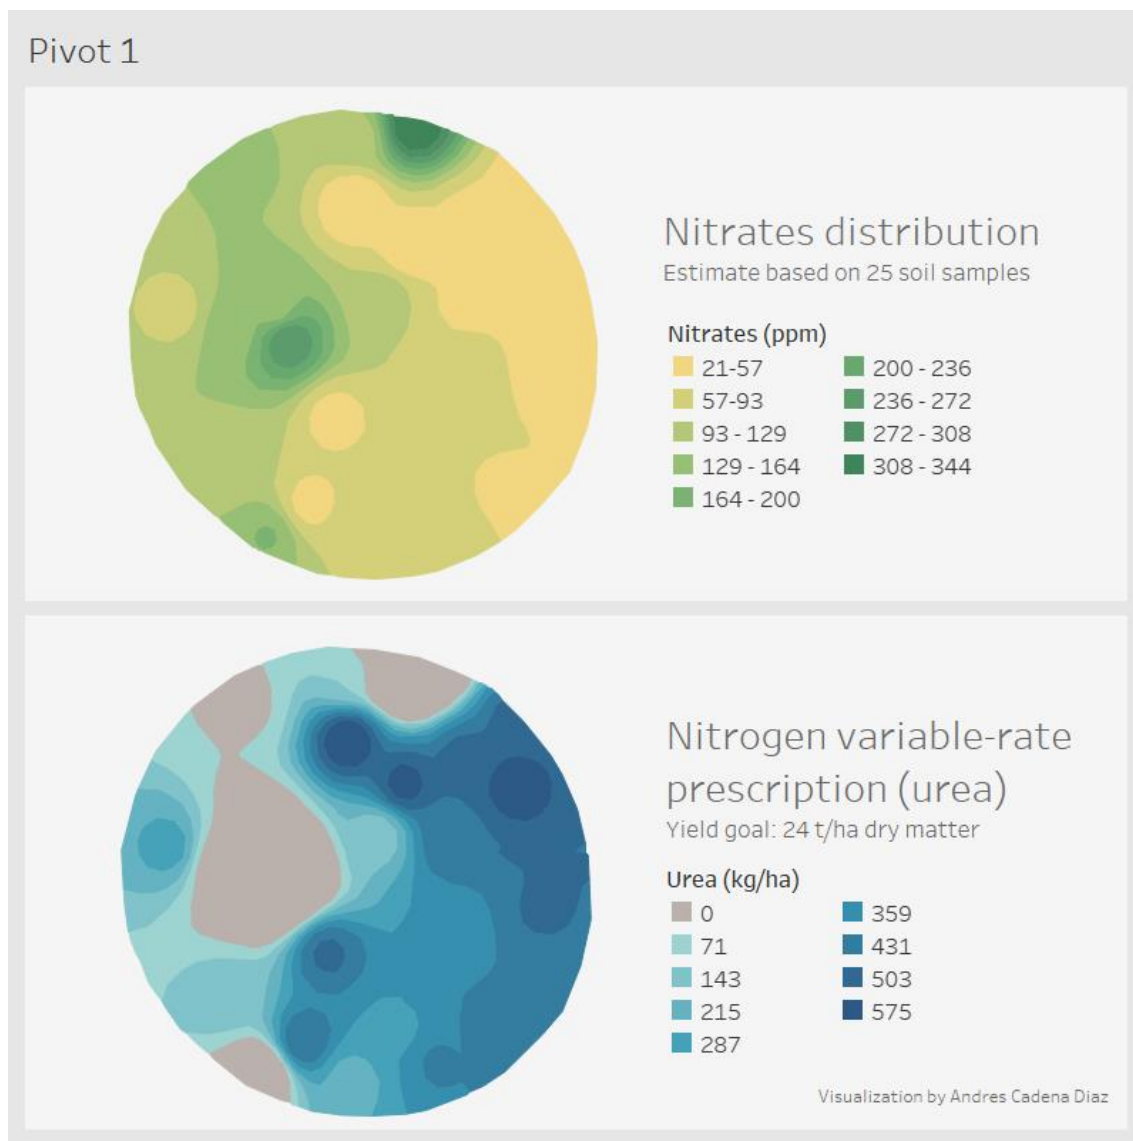 Pivot 1
Nitrates distribution
Estimate based on 25 soil samples
Nitrates (ppm)
21-57
57-93
93 - 129
129 - 164
164 - 200
200 - 236
236 - 272
272 - 308
308 - 344
Nitrogen variable-rate
prescription (urea)
Yield goal: 24 t/ha dry matter
Urea (kg/ha)
0
71
143
215
287
359
431
503
575
Visualization by Andres Cadena Diaz